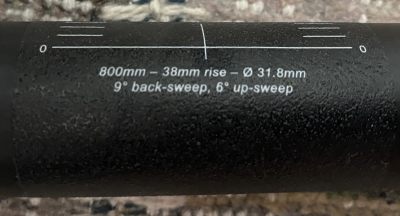 0 0
800mm – 38mm rise – Ø 31.8mm
9° back-sweep, 6° up-sweep